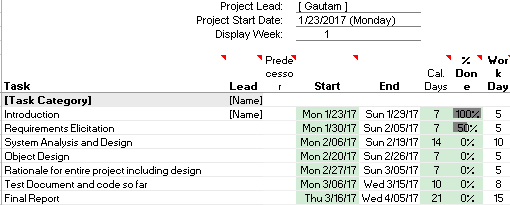 Project Lead: [ Gautam ]
Project Start Date: 1/23/2017 (Monday)
Display Week: 1
Task Lead Predecessor Start End Cal. Days % Done Work Days
[Task Category] [Name]
Introduction [Name] Mon 1/23/17 Sun 1/29/17 7 100% 5
Requirements Elicitation Mon 1/30/17 Sun 2/05/17 7 50% 5
System Analysis and Design Mon 2/06/17 Sun 2/19/17 14 0% 10
Object Design Mon 2/20/17 Sun 2/26/17 7 0% 5
Rationale for entire project including design Mon 2/27/17 Sun 3/05/17 7 0% 5
Test Document and code so far Mon 3/06/17 Wed 3/15/17 10 0% 8
Final Report Thu 3/16/17 Wed 4/05/17 21 0% 15